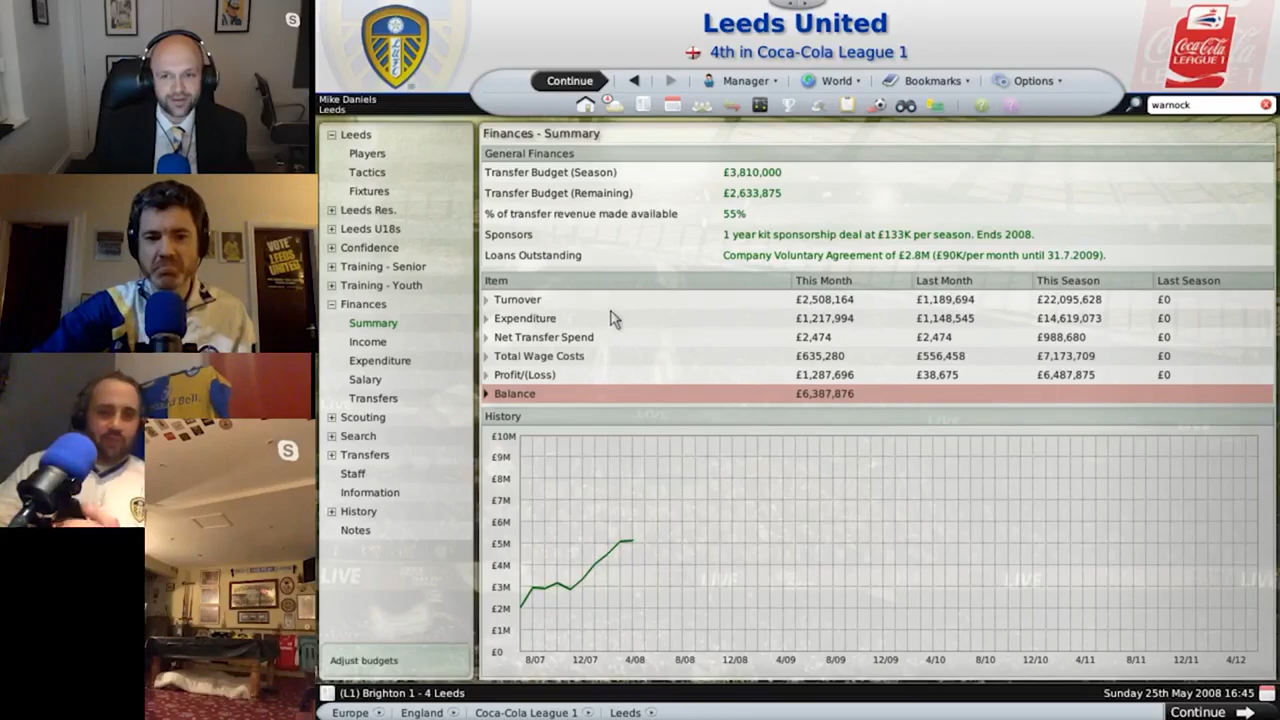 Leeds United
4th in Coca-Cola League 1
Coca-Cola
LEAGUE 1
Continue
Manager
World
Bookmarks
Options
Mike Daniels
Leeds
warnock
Leeds
Players
Tactics
Fixtures
Leeds Res.
Leeds U18s
Confidence
Training - Senior
Training - Youth
Finances
Summary
Income
Expenditure
Salary
Transfers
Scouting
Search
Transfers
Staff
Information
History
Notes
Adjust budgets
Finances - Summary
General Finances
Transfer Budget (Season) £3,810,000
Transfer Budget (Remaining) £2,633,875
% of transfer revenue made available 55%
Sponsors 1 year kit sponsorship deal at £133K per season. Ends 2008.
Loans Outstanding Company Voluntary Agreement of £2.8M (£90K/per month until 31.7.2009).
Item This Month Last Month This Season Last Season
Turnover £2,508,164 £1,189,694 £22,095,628 £0
Expenditure £1,217,994 £1,148,545 £14,619,073 £0
Net Transfer Spend £2,474 £2,474 £988,680 £0
Total Wage Costs £635,280 £556,458 £7,173,709 £0
Profit/(Loss) £1,287,696 £38,675 £6,487,875 £0
Balance £6,387,876
History
£10M
£9M
£8M
£7M
£6M
£5M
£4M
£3M
£2M
£1M
£0
8/07 12/07 4/08 8/08 12/08 4/09 8/09 12/09 4/10 8/10 12/10 4/11 8/11 12/11 4/12
(L1) Brighton 1 - 4 Leeds
Sunday 25th May 2008 16:45
Europe England Coca-Cola League 1 Leeds
Continue
VOTE
LEEDS
UNITED
LIVE
LIVE